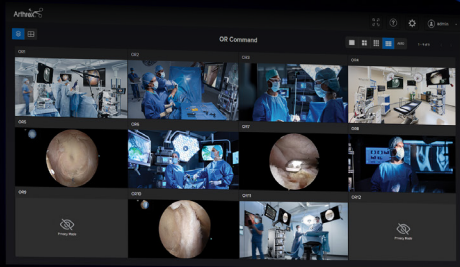 Arthrex
Admin
OR Command
OR1
OR2
OR3
OR4
OR5
OR6
OR7
OR8
OR9
Privacy Mode
OR10
OR11
OR12
Privacy Mode